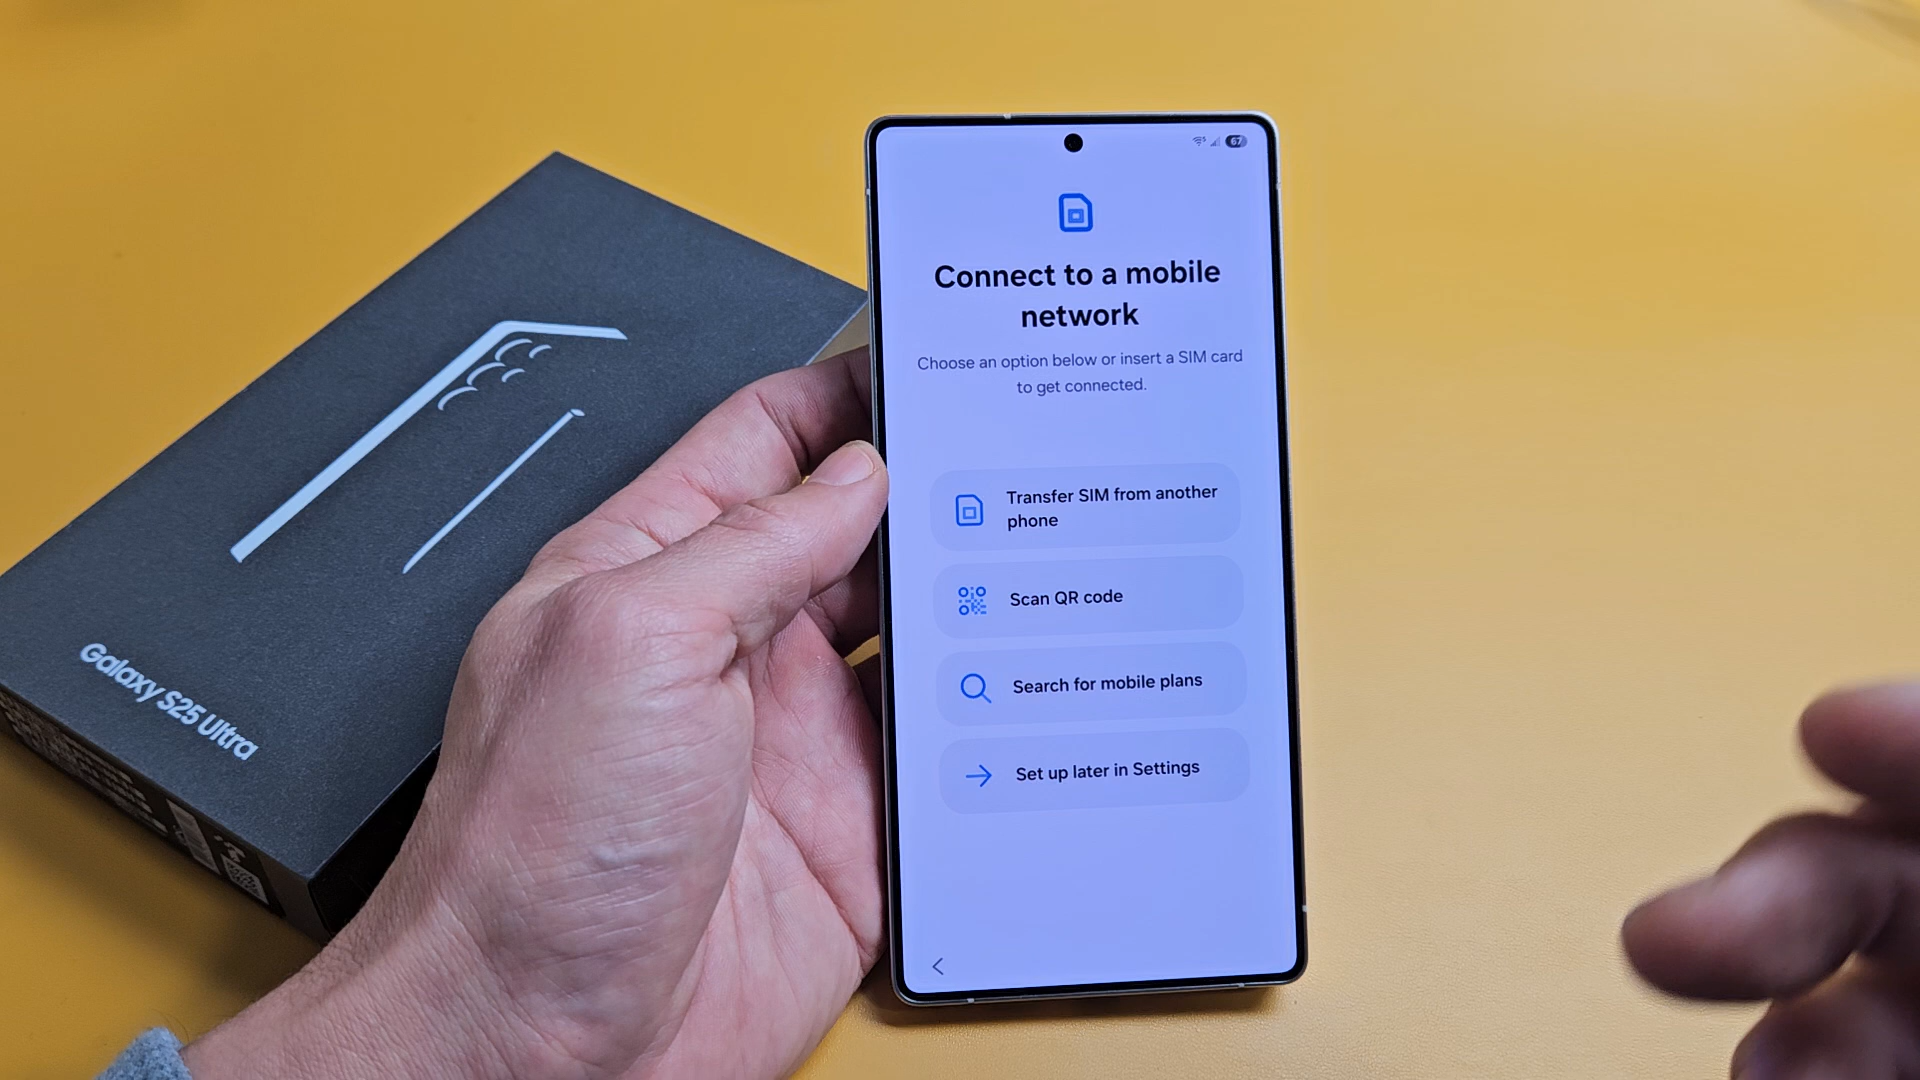 67
Connect to a mobile
network
Choose an option below or insert a SIM card
to get connected.
Transfer SIM from another
phone
Scan QR code
Search for mobile plans
Set up later in Settings
Galaxy S25 Ultra